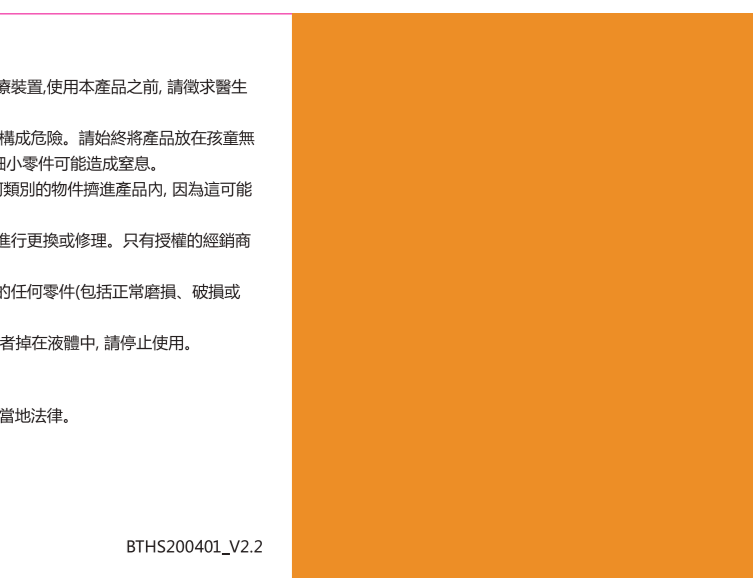 療裝置,使用本產品之前, 請徵求醫生
構成危險。請始終將產品放在孩童無
細小零件可能造成窒息。
何類別的物件擠進產品內, 因為這可能
進行更換或修理。只有授權的經銷商
的任何零件(包括正常磨損、破損或
者掉在液體中, 請停止使用。
當地法律。
BTHS200401_V2.2